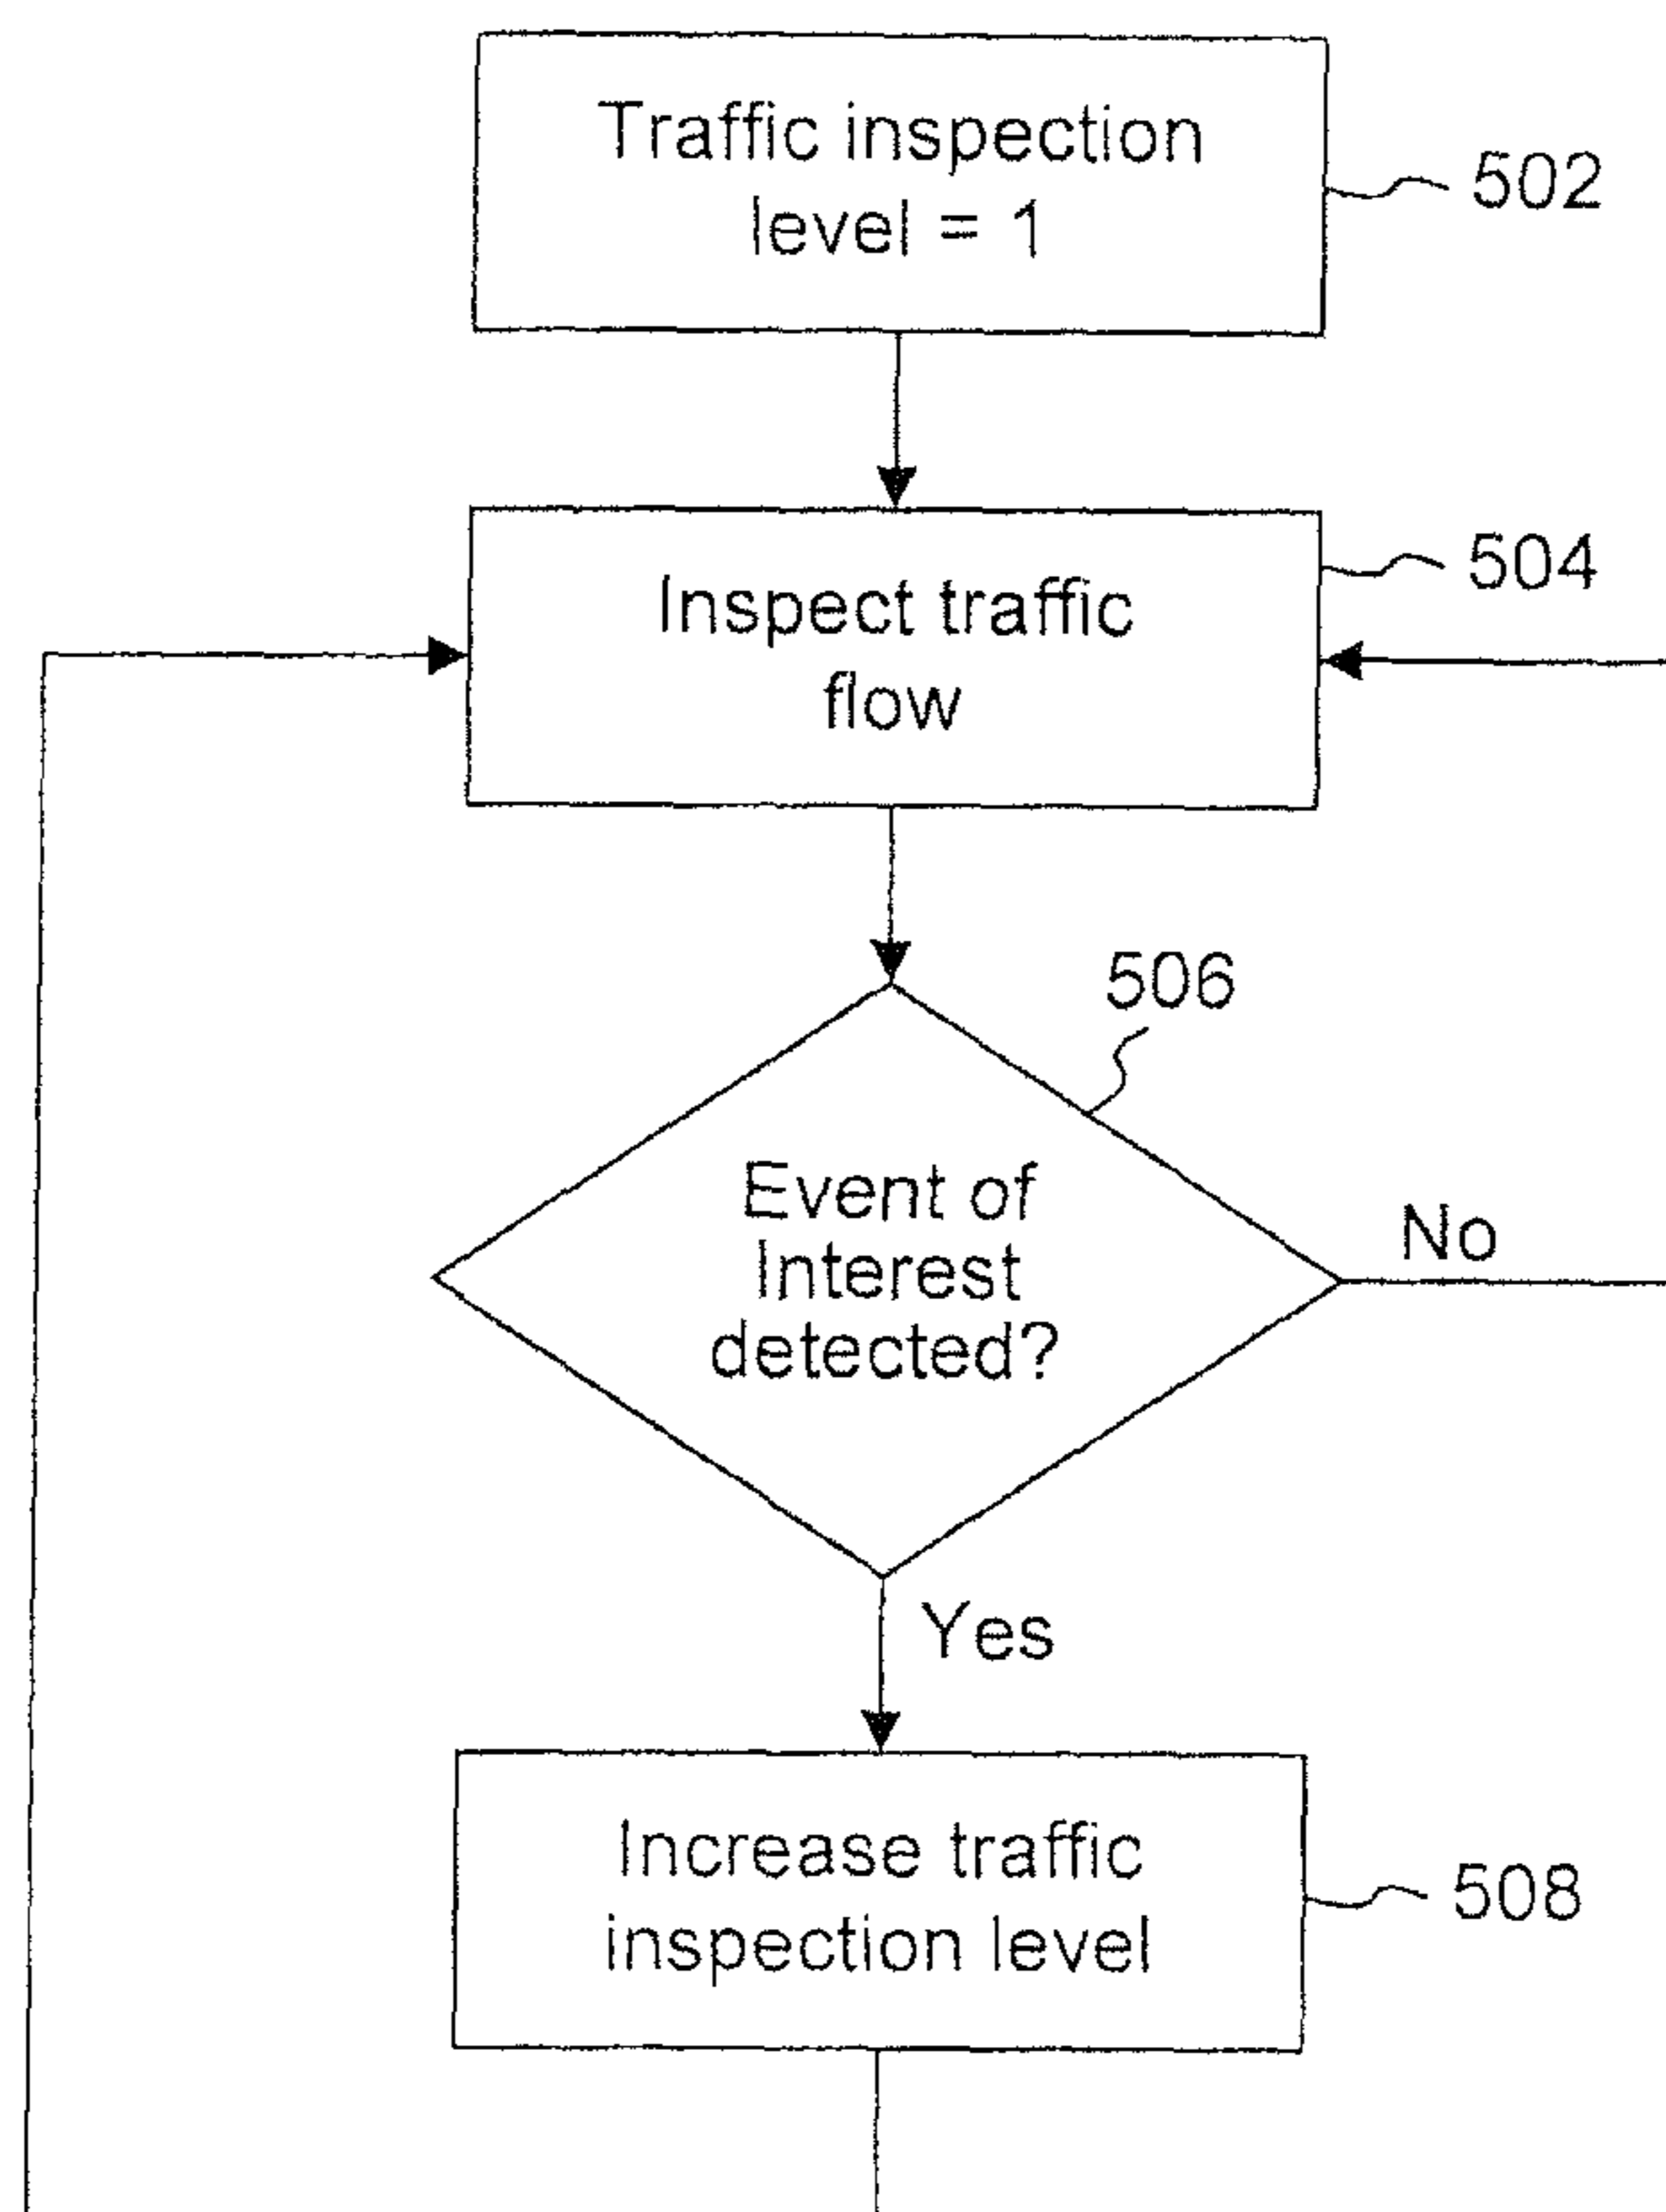 Traffic inspection
level = 1
502
Inspect traffic
flow
504
506
Event of
Interest
detected?
No
Yes
Increase traffic
inspection level
508